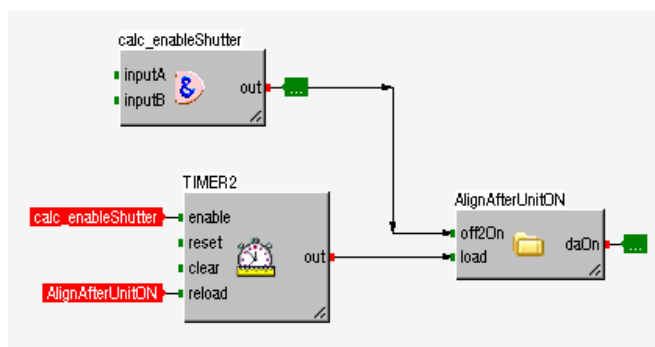 calc_enableShutter
inputA
inputB
&
out
...
TIMER2
calc_enableShutter
enable
reset
clear
out
AlignAfterUnitON
reload
AlignAfterUnitON
off2On
load
daOn
...